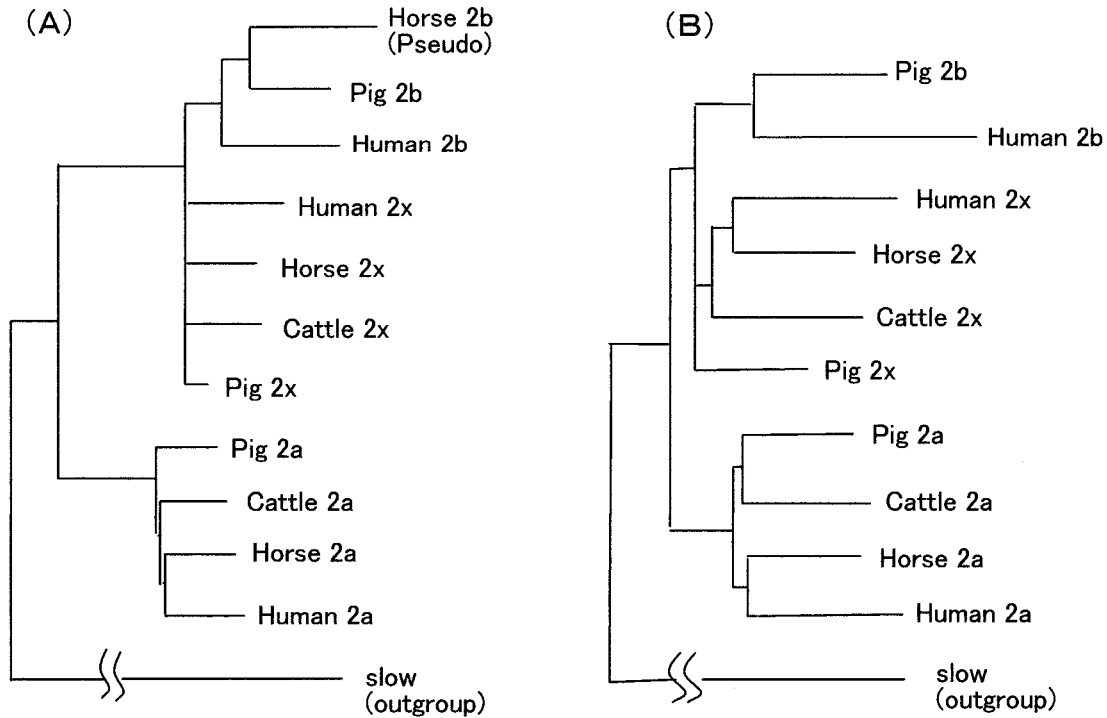 (A)
Horse 2b
(Pseudo)
Pig 2b
Human 2b
Human 2x
Horse 2x
Cattle 2x
Pig 2x
Pig 2a
Cattle 2a
Horse 2a
Human 2a
slow
(outgroup)
(B)
Pig 2b
Human 2b
Human 2x
Horse 2x
Cattle 2x
Pig 2x
Pig 2a
Cattle 2a
Horse 2a
Human 2a
slow
(outgroup)